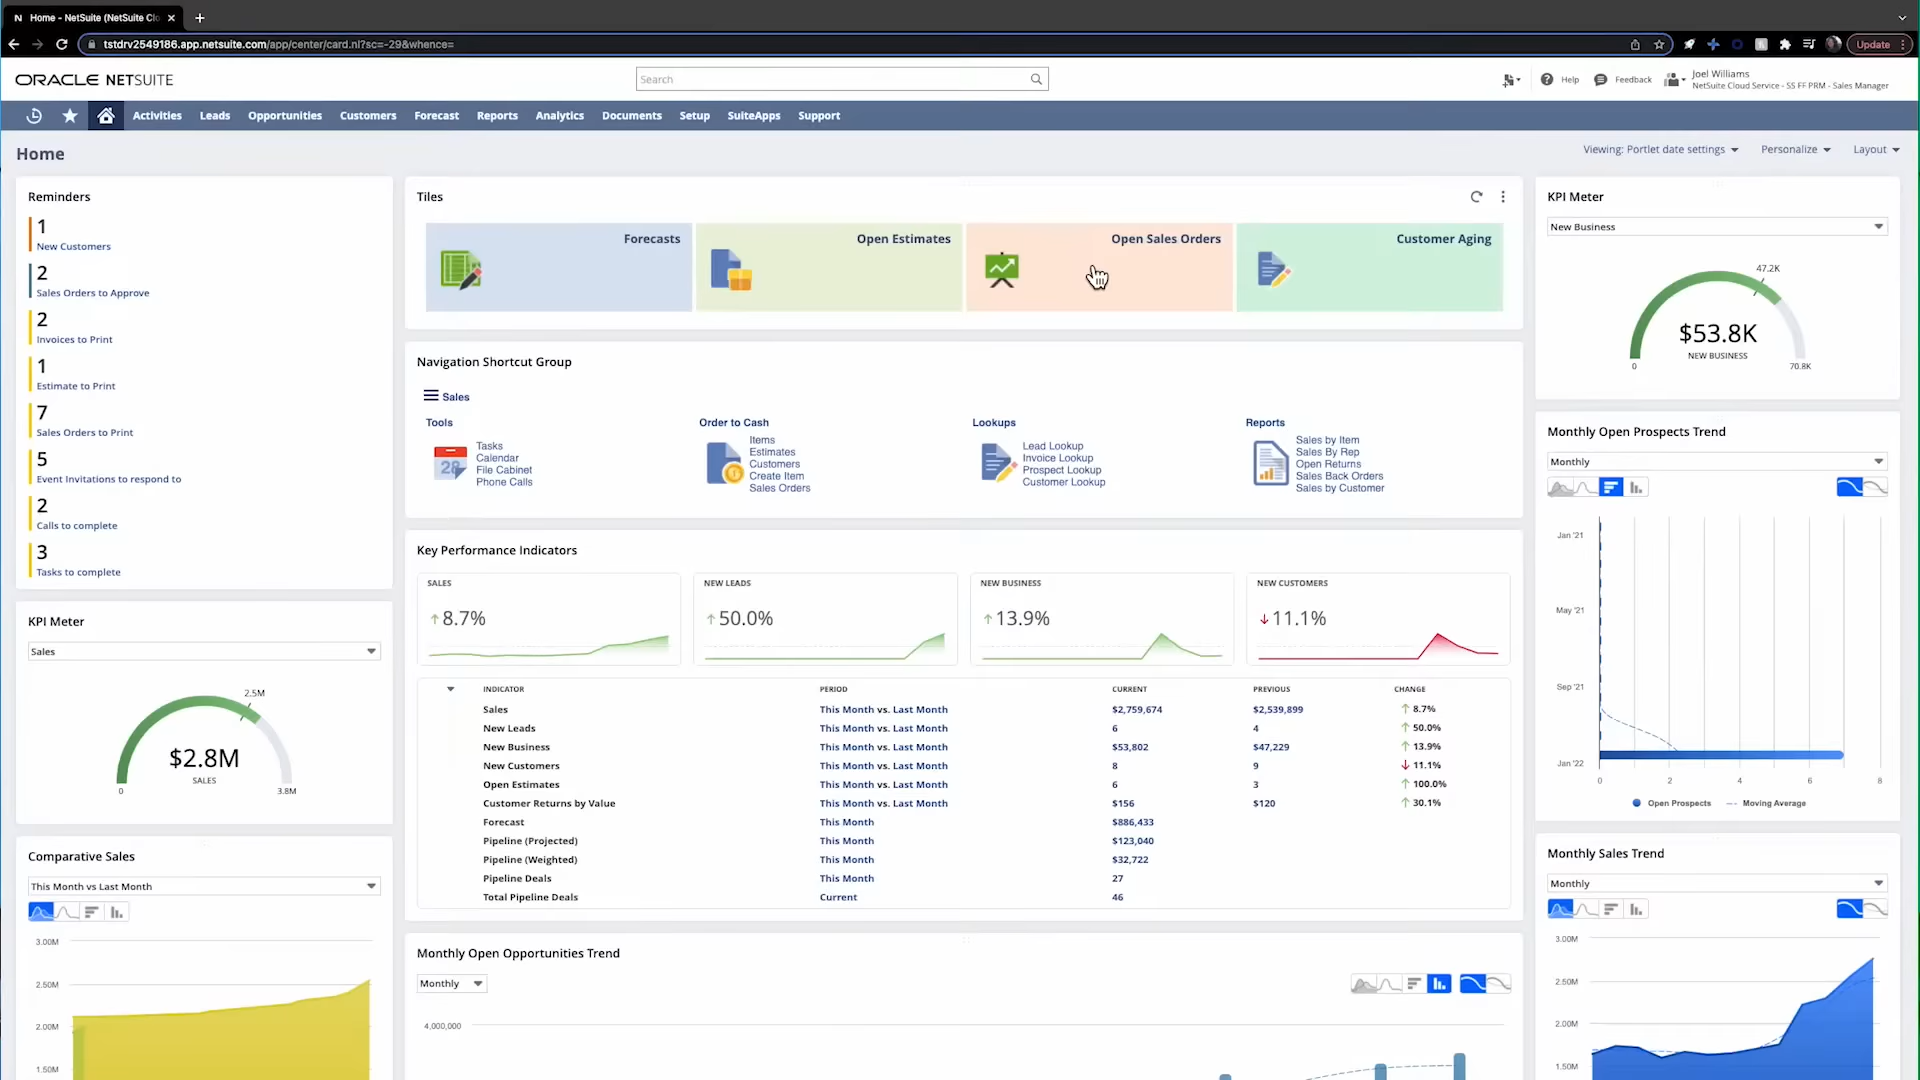 Home - NetSuite (NetSuite Clo
tstdrv2549186.app.netsuite.com/app/center/card.nl?sc=-29&whence=
Update
ORACLE NETSUITE
Search
Help
Feedback
Joel Williams
NetSuite Cloud Service - SS FF PRM - Sales Manager
Activities
Leads
Opportunities
Customers
Forecast
Reports
Analytics
Documents
Setup
SuiteApps
Support
Home
Viewing: Portlet date settings
Personalize
Layout
Reminders
1
New Customers
2
Sales Orders to Approve
2
Invoices to Print
1
Estimate to Print
7
Sales Orders to Print
5
Event Invitations to respond to
2
Calls to complete
3
Tasks to complete
KPI Meter
Sales
2.5M
$2.8M
SALES
0
3.8M
Comparative Sales
This Month vs Last Month
3.00M
2.50M
2.00M
1.50M
Tiles
Forecasts
Open Estimates
Open Sales Orders
Customer Aging
Navigation Shortcut Group
Sales
Tools
28
Tasks
Calendar
File Cabinet
Phone Calls
Order to Cash
Items
Estimates
Customers
Create Item
Sales Orders
Lookups
Lead Lookup
Invoice Lookup
Prospect Lookup
Customer Lookup
Reports
Sales by Item
Sales By Rep
Open Returns
Sales Back Orders
Sales by Customer
Key Performance Indicators
SALES
8.7%
NEW LEADS
50.0%
NEW BUSINESS
13.9%
NEW CUSTOMERS
11.1%
INDICATOR PERIOD CURRENT PREVIOUS CHANGE
Sales This Month vs. Last Month $2,759,674 $2,539,899 8.7%
New Leads This Month vs. Last Month 6 4 50.0%
New Business This Month vs. Last Month $53,802 $47,229 13.9%
New Customers This Month vs. Last Month 8 9 11.1%
Open Estimates This Month vs. Last Month 6 3 100.0%
Customer Returns by Value This Month vs. Last Month $156 $120 30.1%
Forecast This Month $886,433
Pipeline (Projected) This Month $123,040
Pipeline (Weighted) This Month $32,722
Pipeline Deals This Month 27
Total Pipeline Deals Current 46
Monthly Open Opportunities Trend
Monthly
4,000,000
KPI Meter
New Business
47.2K
$53.8K
NEW BUSINESS
0
70.8K
Monthly Open Prospects Trend
Monthly
Jan '21
May '21
Sep '21
Jan '22
0 2 4 6 8
Open Prospects
Moving Average
Monthly Sales Trend
Monthly
3.00M
2.50M
2.00M
1.50M